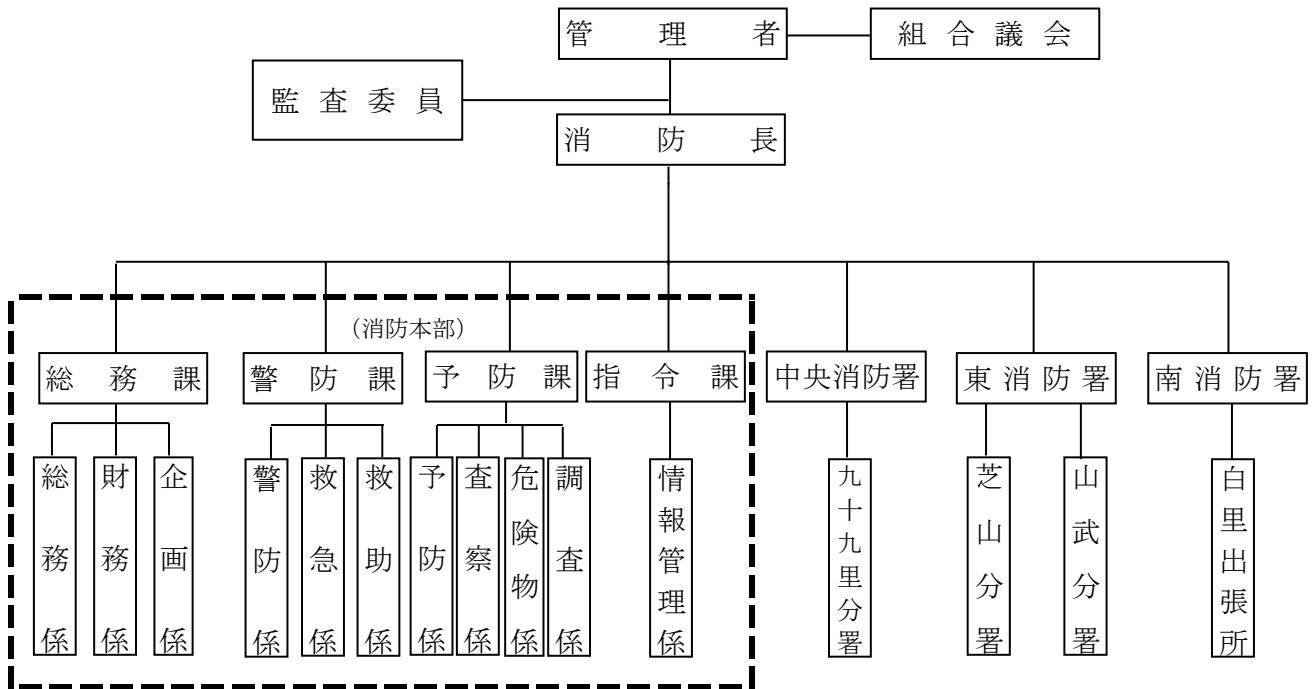 管理者
組合議会
監査委員
消防長
（消防本部）
総務課
警防課
予防課
指令課
中央消防署
東消防署
南消防署
総務係
財務係
企画係
警防係
救急係
救助係
予防係
査察係
危険物係
調査係
情報管理係
九十九里分署
芝山分署
山武分署
白里出張所